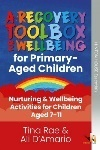 A RECOVERY
TOOLBOX
for WELLBEING
for Primary-
Aged Children
Nurturing & Wellbeing
Activities for Children
Aged 7–11
Tina Rae &
Ali D'Amario